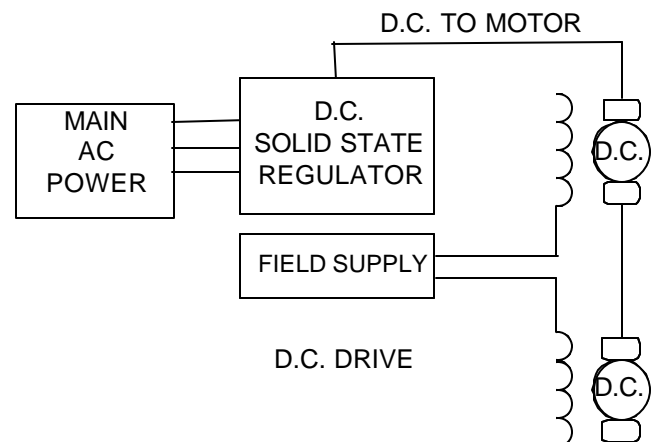 D.C. TO MOTOR
MAIN
AC
POWER
D.C.
SOLID STATE
REGULATOR
D.C.
FIELD SUPPLY
D.C. DRIVE
D.C.